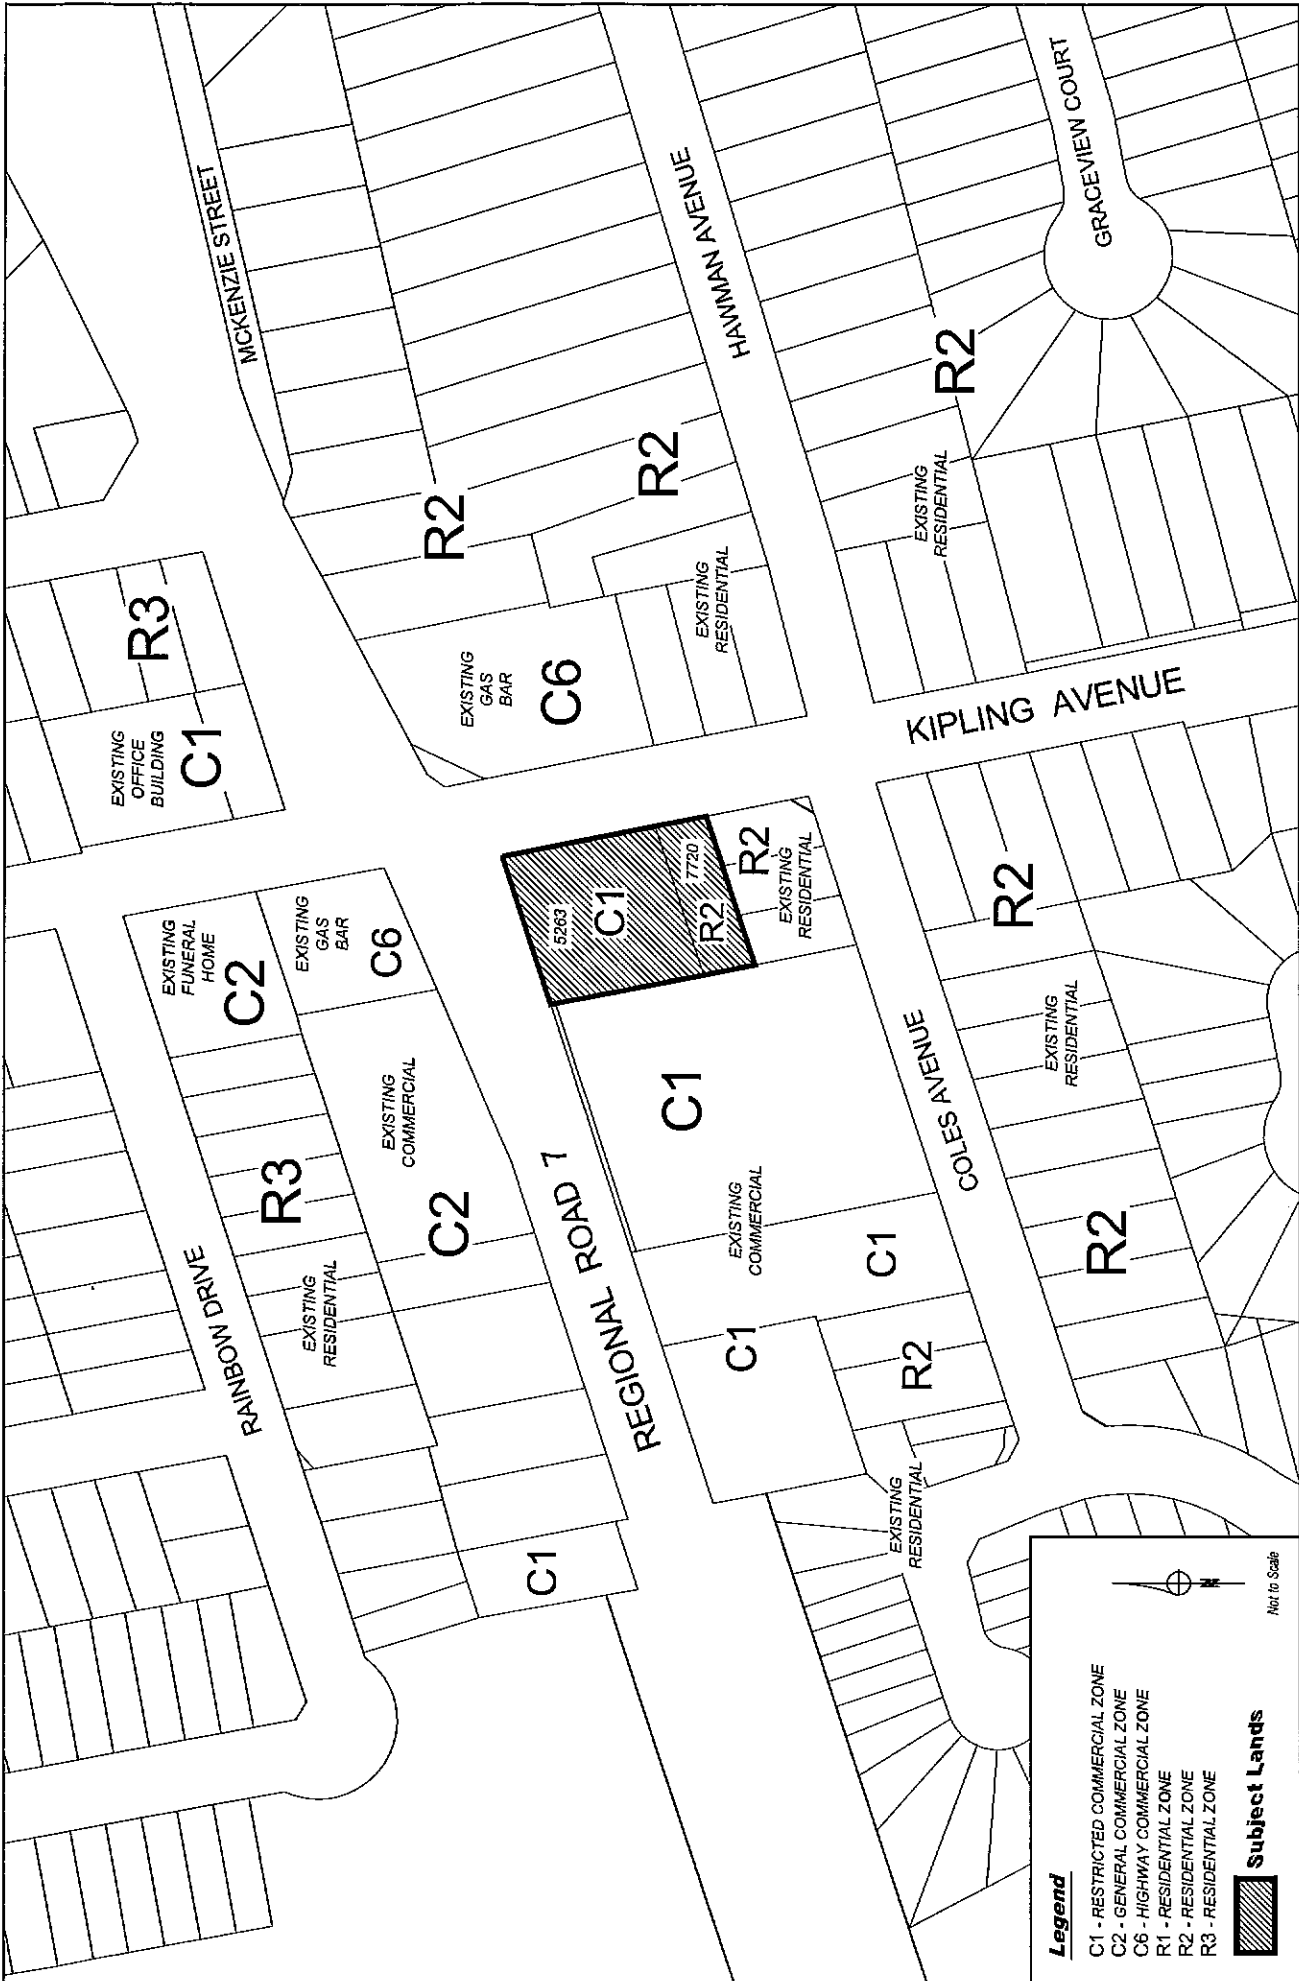 MCKENZIE STREET
HAWMAN AVENUE
GRACEVIEW COURT
R3
EXISTING
OFFICE
BUILDING
C1
R2
R2
R2
EXISTING
GAS
BAR
C6
EXISTING
RESIDENTIAL
EXISTING
RESIDENTIAL
KIPLING AVENUE
EXISTING
FUNERAL
HOME
C2
EXISTING
GAS
BAR
C6
5263
C1
7720
R2
R2
EXISTING
RESIDENTIAL
R2
EXISTING
RESIDENTIAL
R2
COLES AVENUE
RAINBOW DRIVE
R3
EXISTING
RESIDENTIAL
EXISTING
COMMERCIAL
C2
REGIONAL ROAD 7
C1
EXISTING
COMMERCIAL
C1
C1
R2
EXISTING
RESIDENTIAL
C1
Legend
C1 - RESTRICTED COMMERCIAL ZONE
C2 - GENERAL COMMERCIAL ZONE
C6 - HIGHWAY COMMERCIAL ZONE
R1 - RESIDENTIAL ZONE
R2 - RESIDENTIAL ZONE
R3 - RESIDENTIAL ZONE
Subject Lands
N
Not to Scale